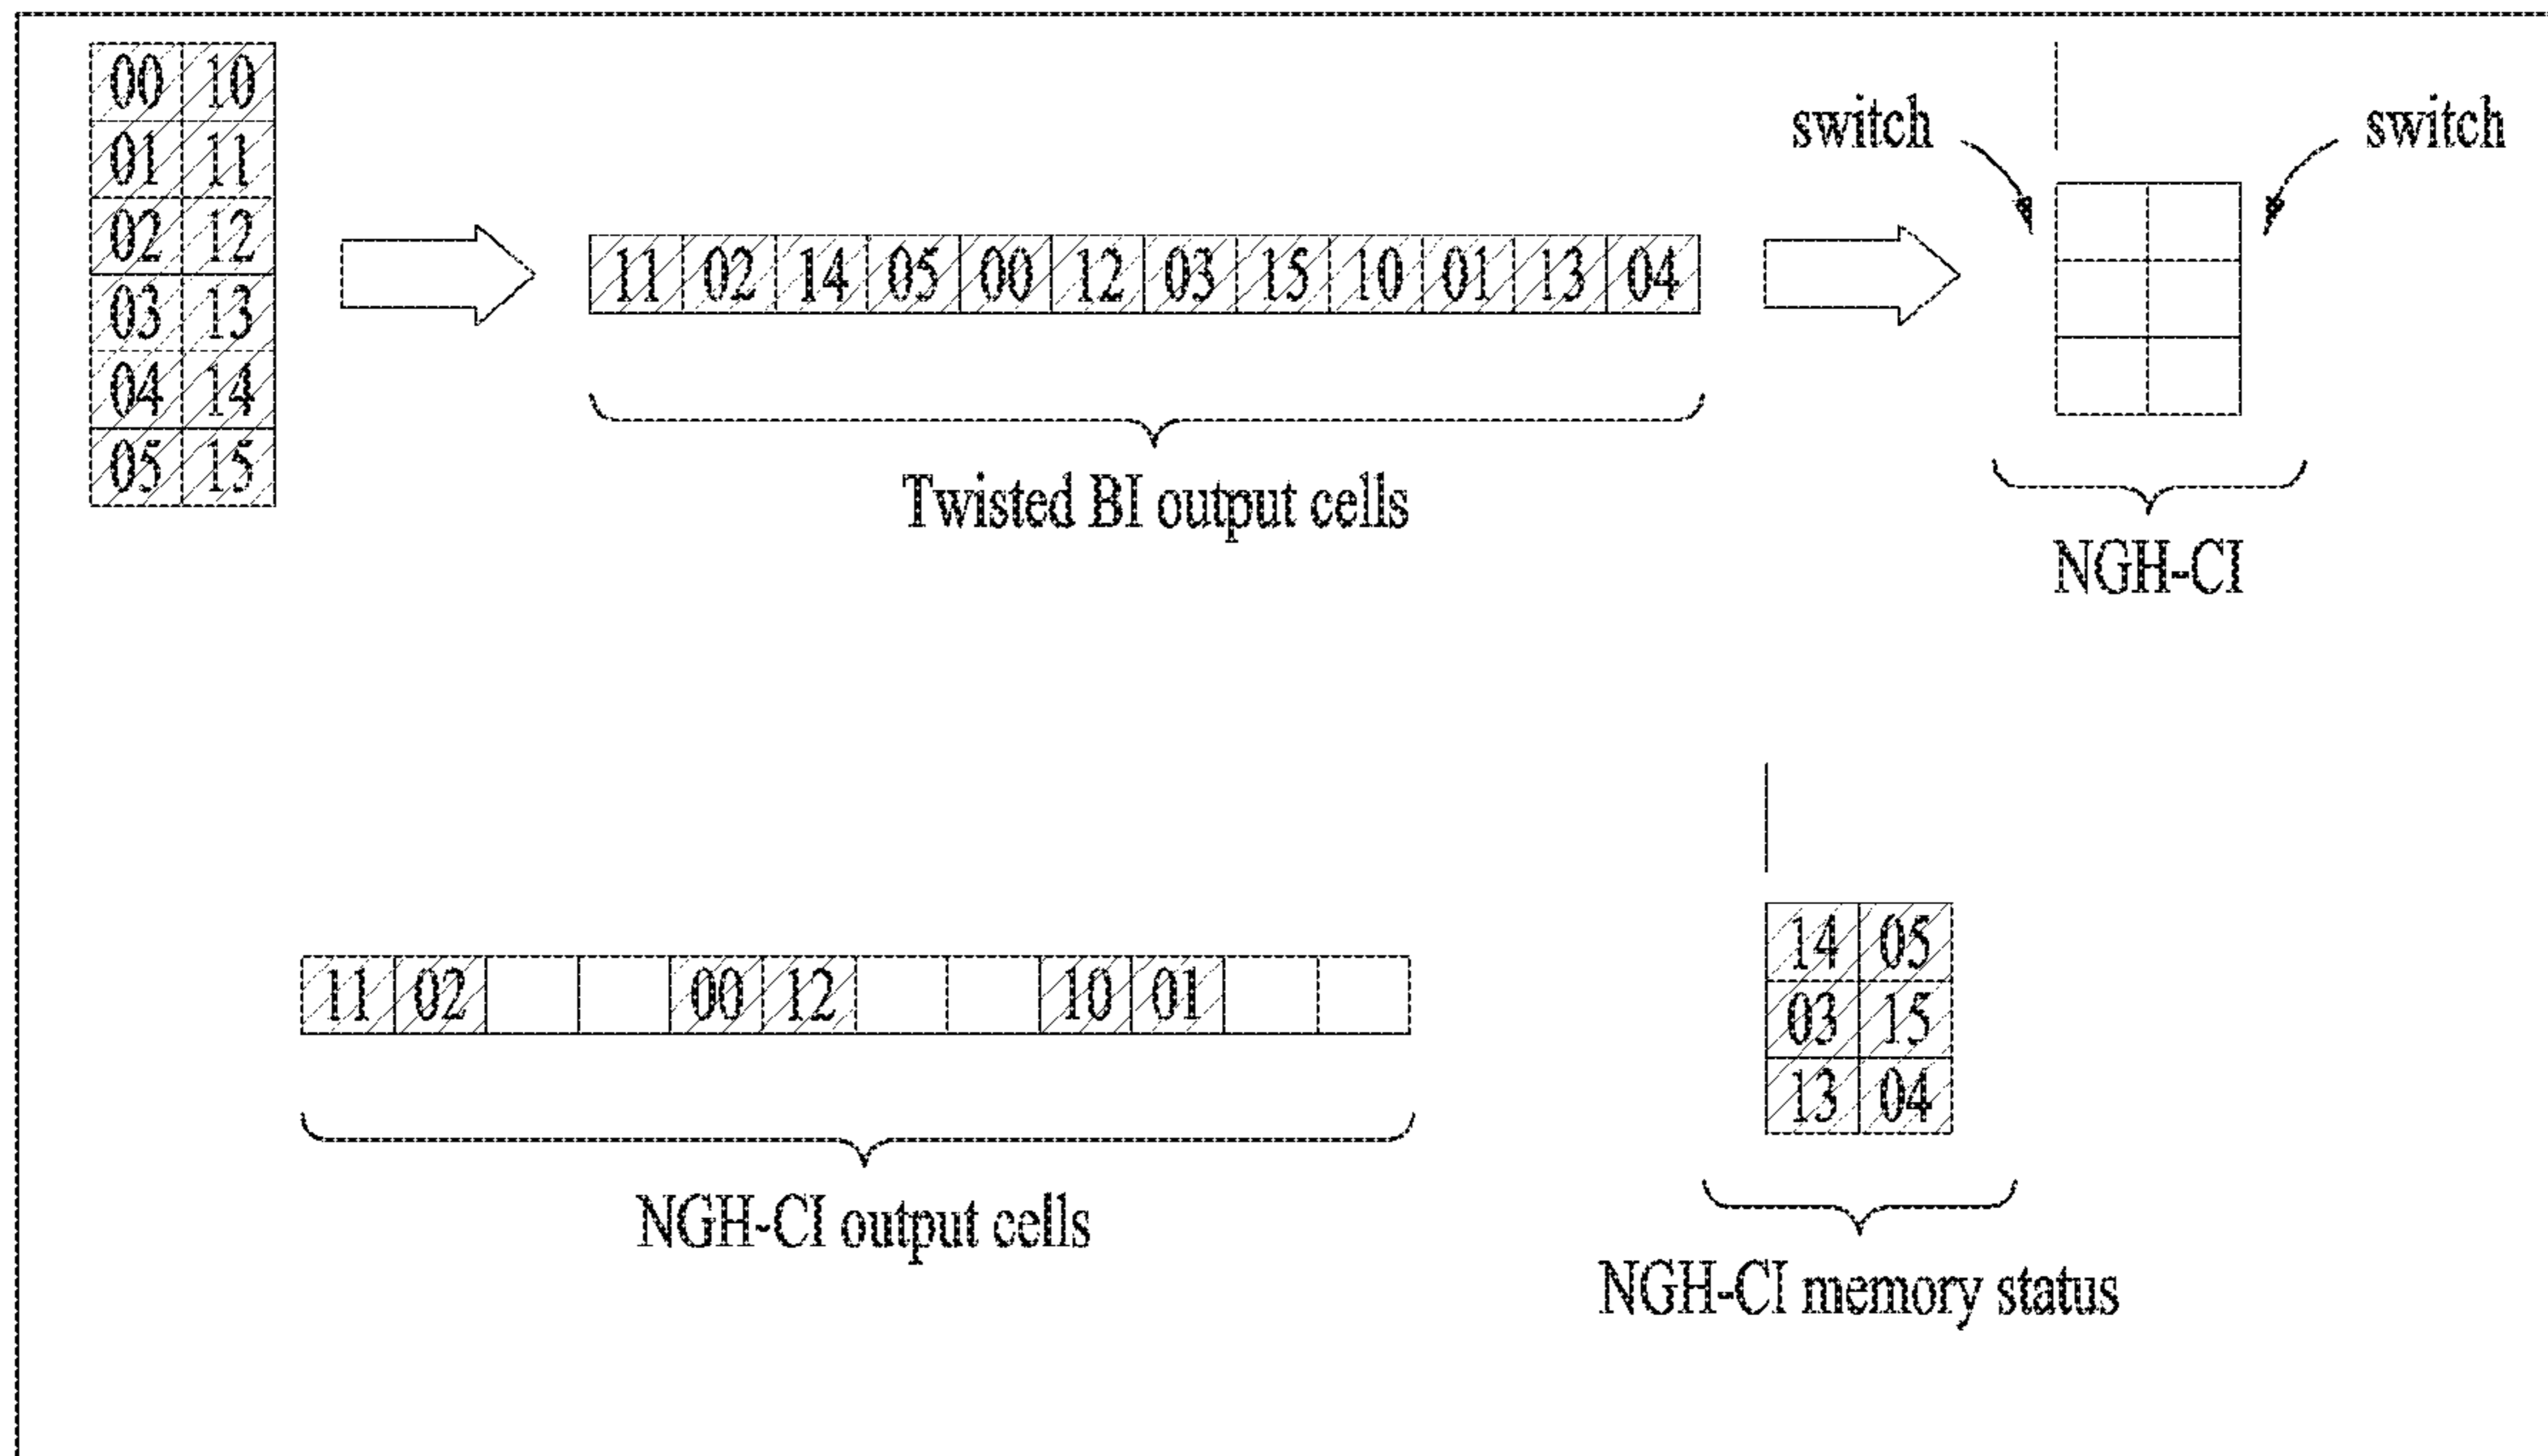 00 10
01 11
02 12
03 13
04 14
05 15
11 02 14 05 00 12 03 15 10 01 13 04
Twisted BI output cells
switch
switch
NGH-CI
11 02 00 12 10 01
NGH-CI output cells
14 05
03 15
13 04
NGH-CI memory status